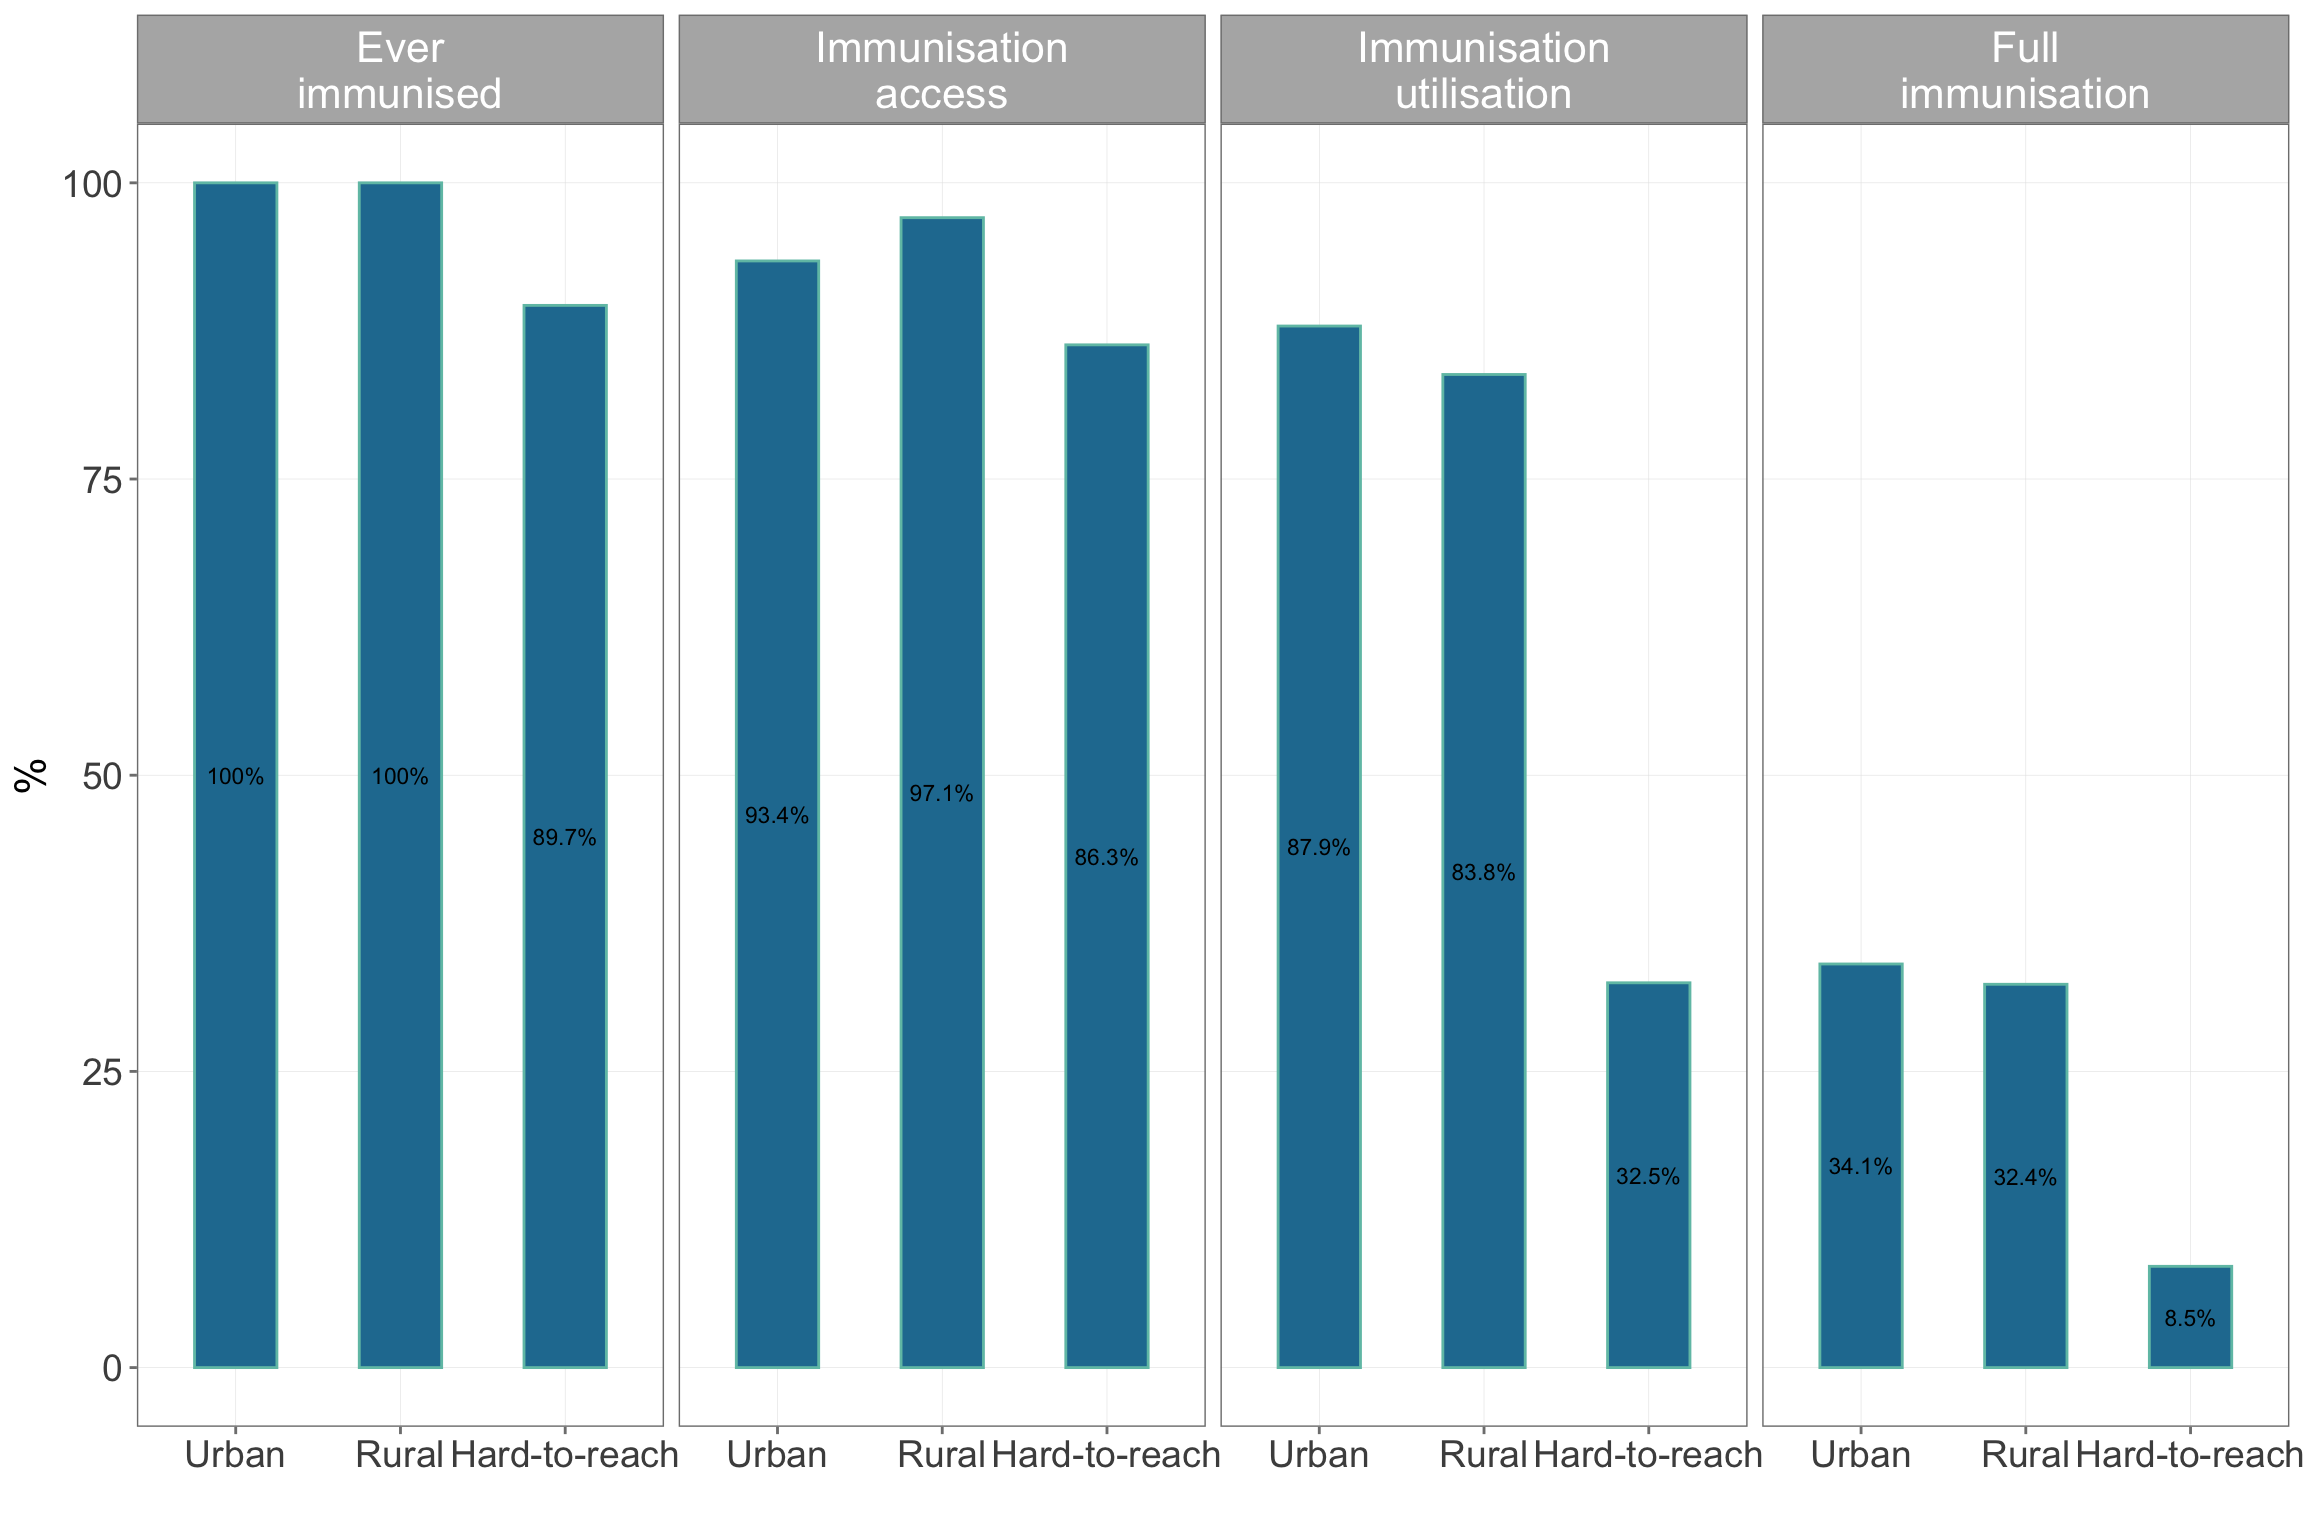 Ever
immunised
Immunisation
access
Immunisation
utilisation
Full
immunisation
%
100
75
50
25
0
100%
100%
89.7%
93.4%
97.1%
86.3%
87.9%
83.8%
32.5%
34.1%
32.4%
8.5%
Urban Rural Hard-to-reach
Urban Rural Hard-to-reach
Urban Rural Hard-to-reach
Urban Rural Hard-to-reach